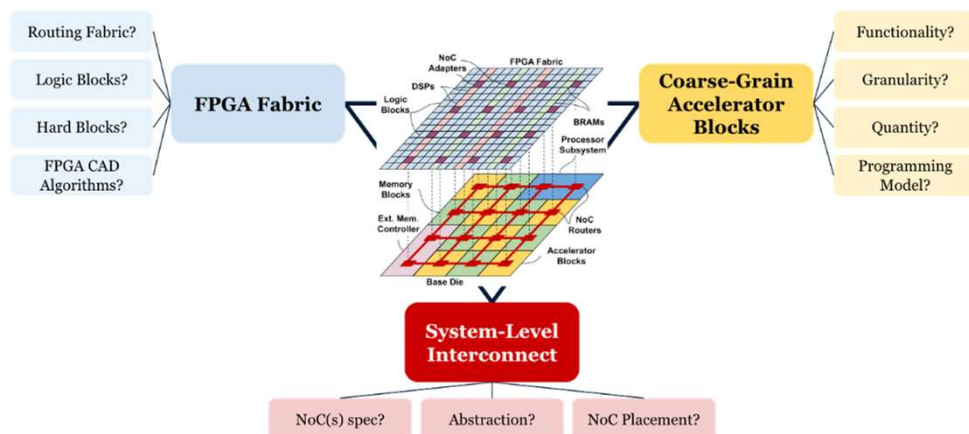 Routing Fabric?
Logic Blocks?
Hard Blocks?
FPGA CAD
Algorithms?
FPGA Fabric
NoC
Adapters
FPGA Fabric
DSPs
Logic
Blocks
BRAMs
Processor
Subsystem
Memory
Blocks
Ext. Mem.
Controller
NoC
Routers
Accelerator
Blocks
Base Die
Coarse-Grain
Accelerator
Blocks
Functionality?
Granularity?
Quantity?
Programming
Model?
System-Level
Interconnect
NoC(s) spec?
Abstraction?
NoC Placement?